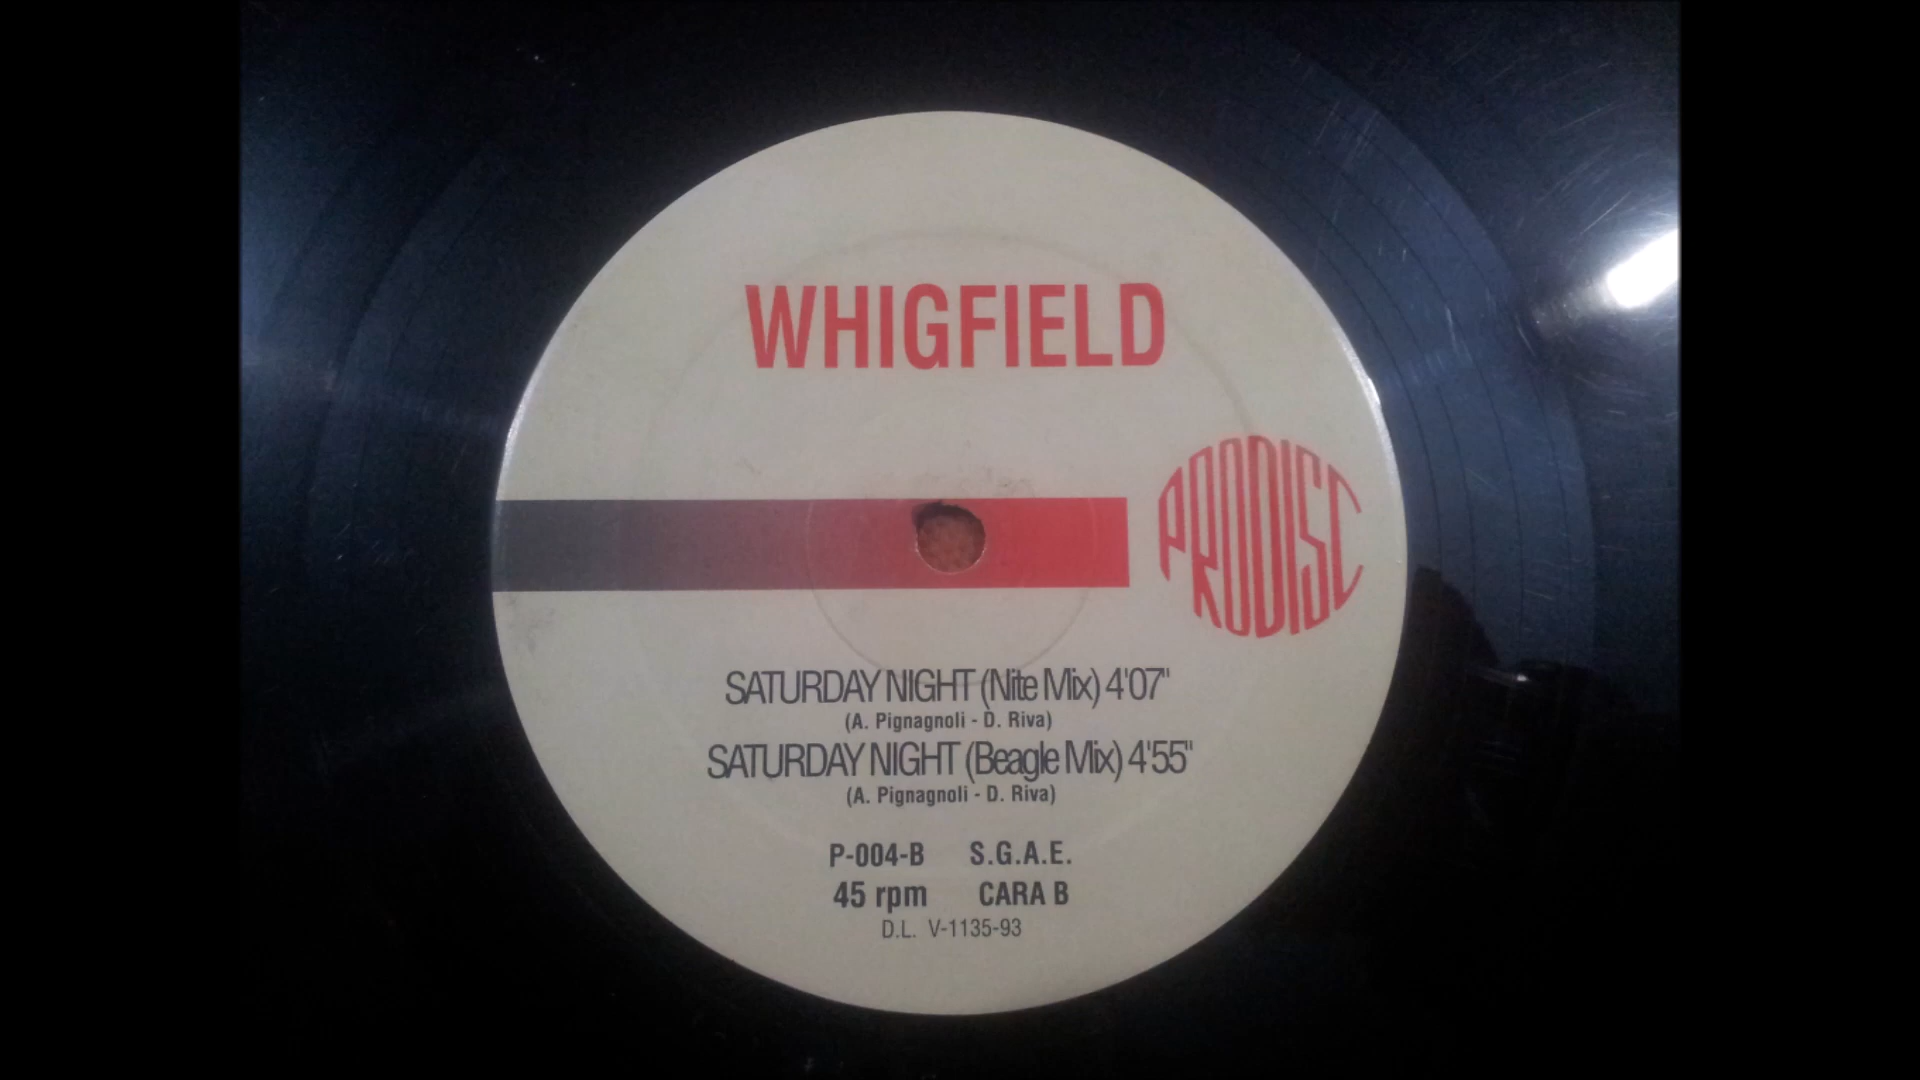 WHIGFIELD
PRODISC
SATURDAY NIGHT (Nite Mix) 4'07"
(A. Pignagnoli - D. Riva)
SATURDAY NIGHT (Beagle Mix) 4'55"
(A. Pignagnoli - D. Riva)
P-004-B S.G.A.E.
45 rpm CARA B
D.L. V-1135-93